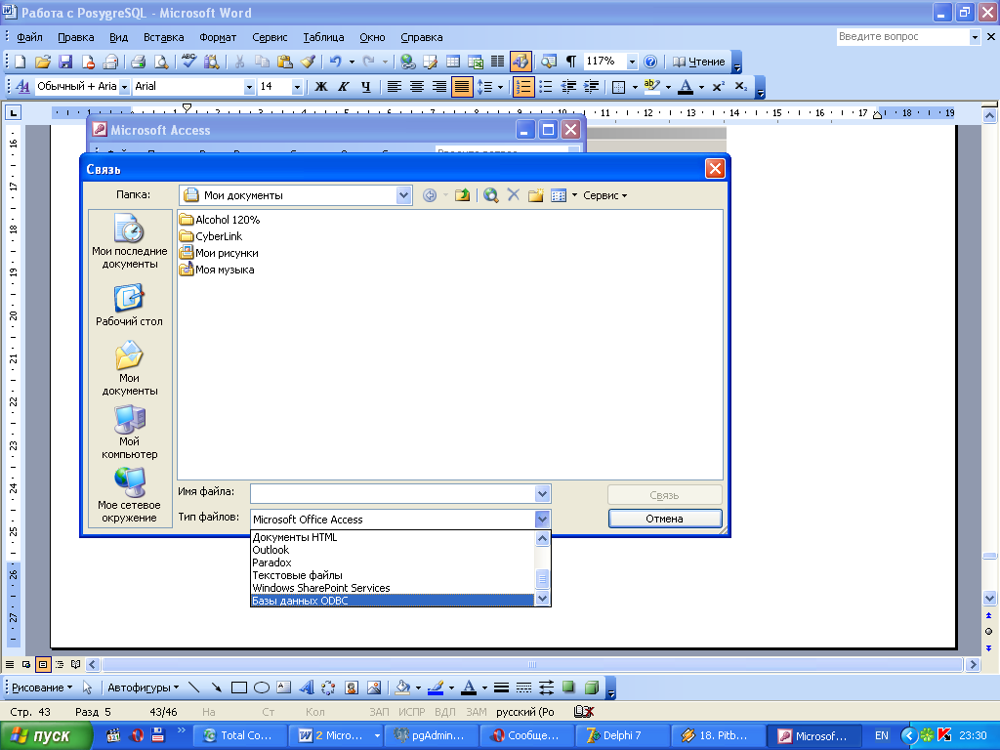 Работа с PosygreSQL - Microsoft Word
Файл Правка Вид Вставка Формат Сервис Таблица Окно Справка Введите вопрос
117% Чтение
Обычный + Aria Arial 14 Ж К Ч
Microsoft Access
Связь
Папка: Мои документы Сервис
Alcohol 120%
CyberLink
Мои рисунки
Моя музыка
Мои последние документы
Рабочий стол
Мои документы
Мой компьютер
Мое сетевое окружение
Имя файла: Связь
Тип файлов: Microsoft Office Access Отмена
Документы HTML
Outlook
Paradox
Текстовые файлы
Windows SharePoint Services
Базы данных ODBC
Рисование Автофигуры
Стр. 43 Разд 5 43/46 На Ст Кол ЗАП ИСПР ВДЛ ЗАМ русский (Ро
пуск Total Co... 2 Micro... pgAdmin... Сообще... Delphi 7 18. Pitb... Microsof... EN 23:30